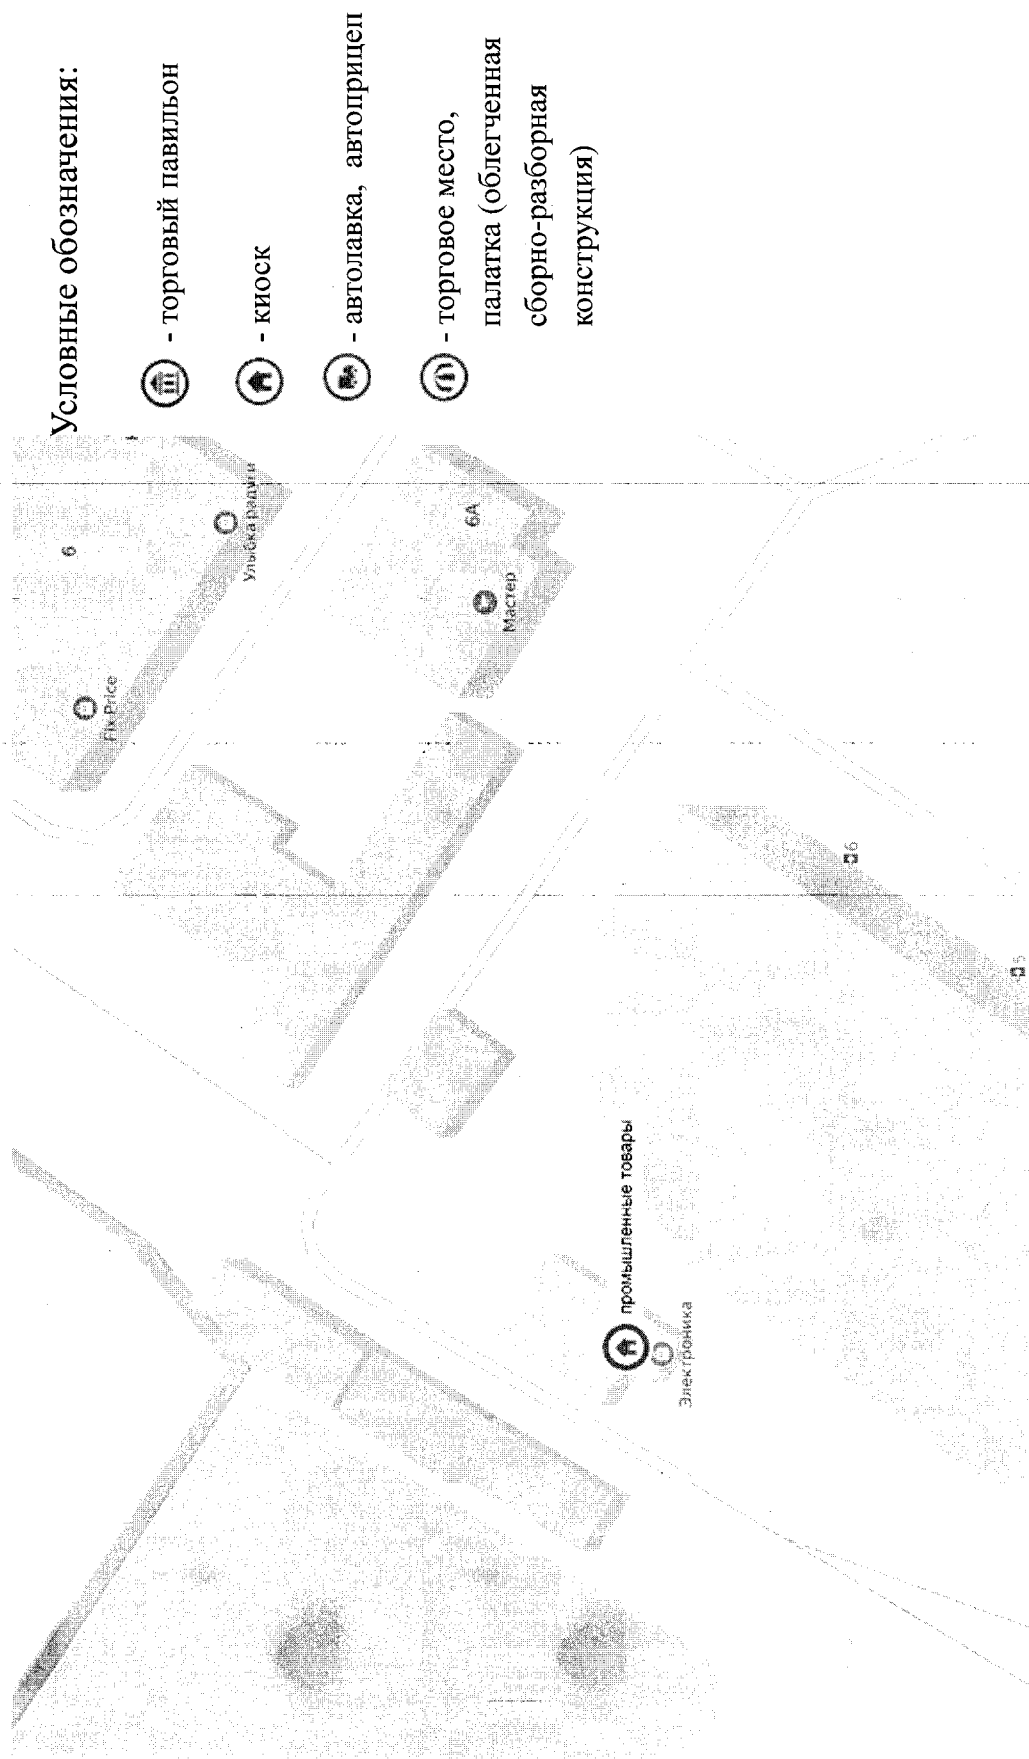 Условные обозначения:
- торговый павильон
- киоск
- автолавка, автоприцеп
- торговое место,
палатка (облегченная
сборно-разборная
конструкция)
6
Улыбка радуги
Fix Price
6А
Мастер
6
5
промышленные товары
Электроника